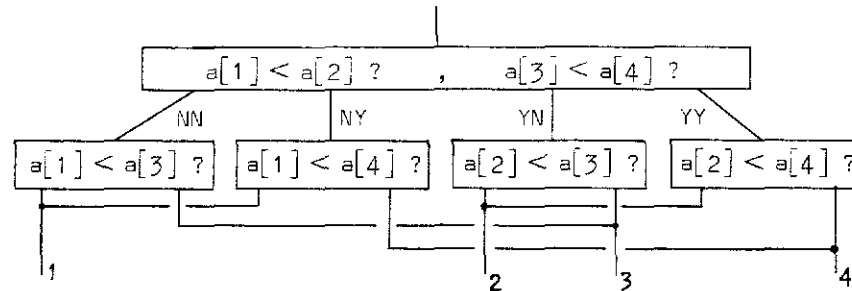 a[1] < a[2] ? , a[3] < a[4] ?
NN NY YN YY
a[1] < a[3] ? a[1] < a[4] ? a[2] < a[3] ? a[2] < a[4] ?
1 2 3 4